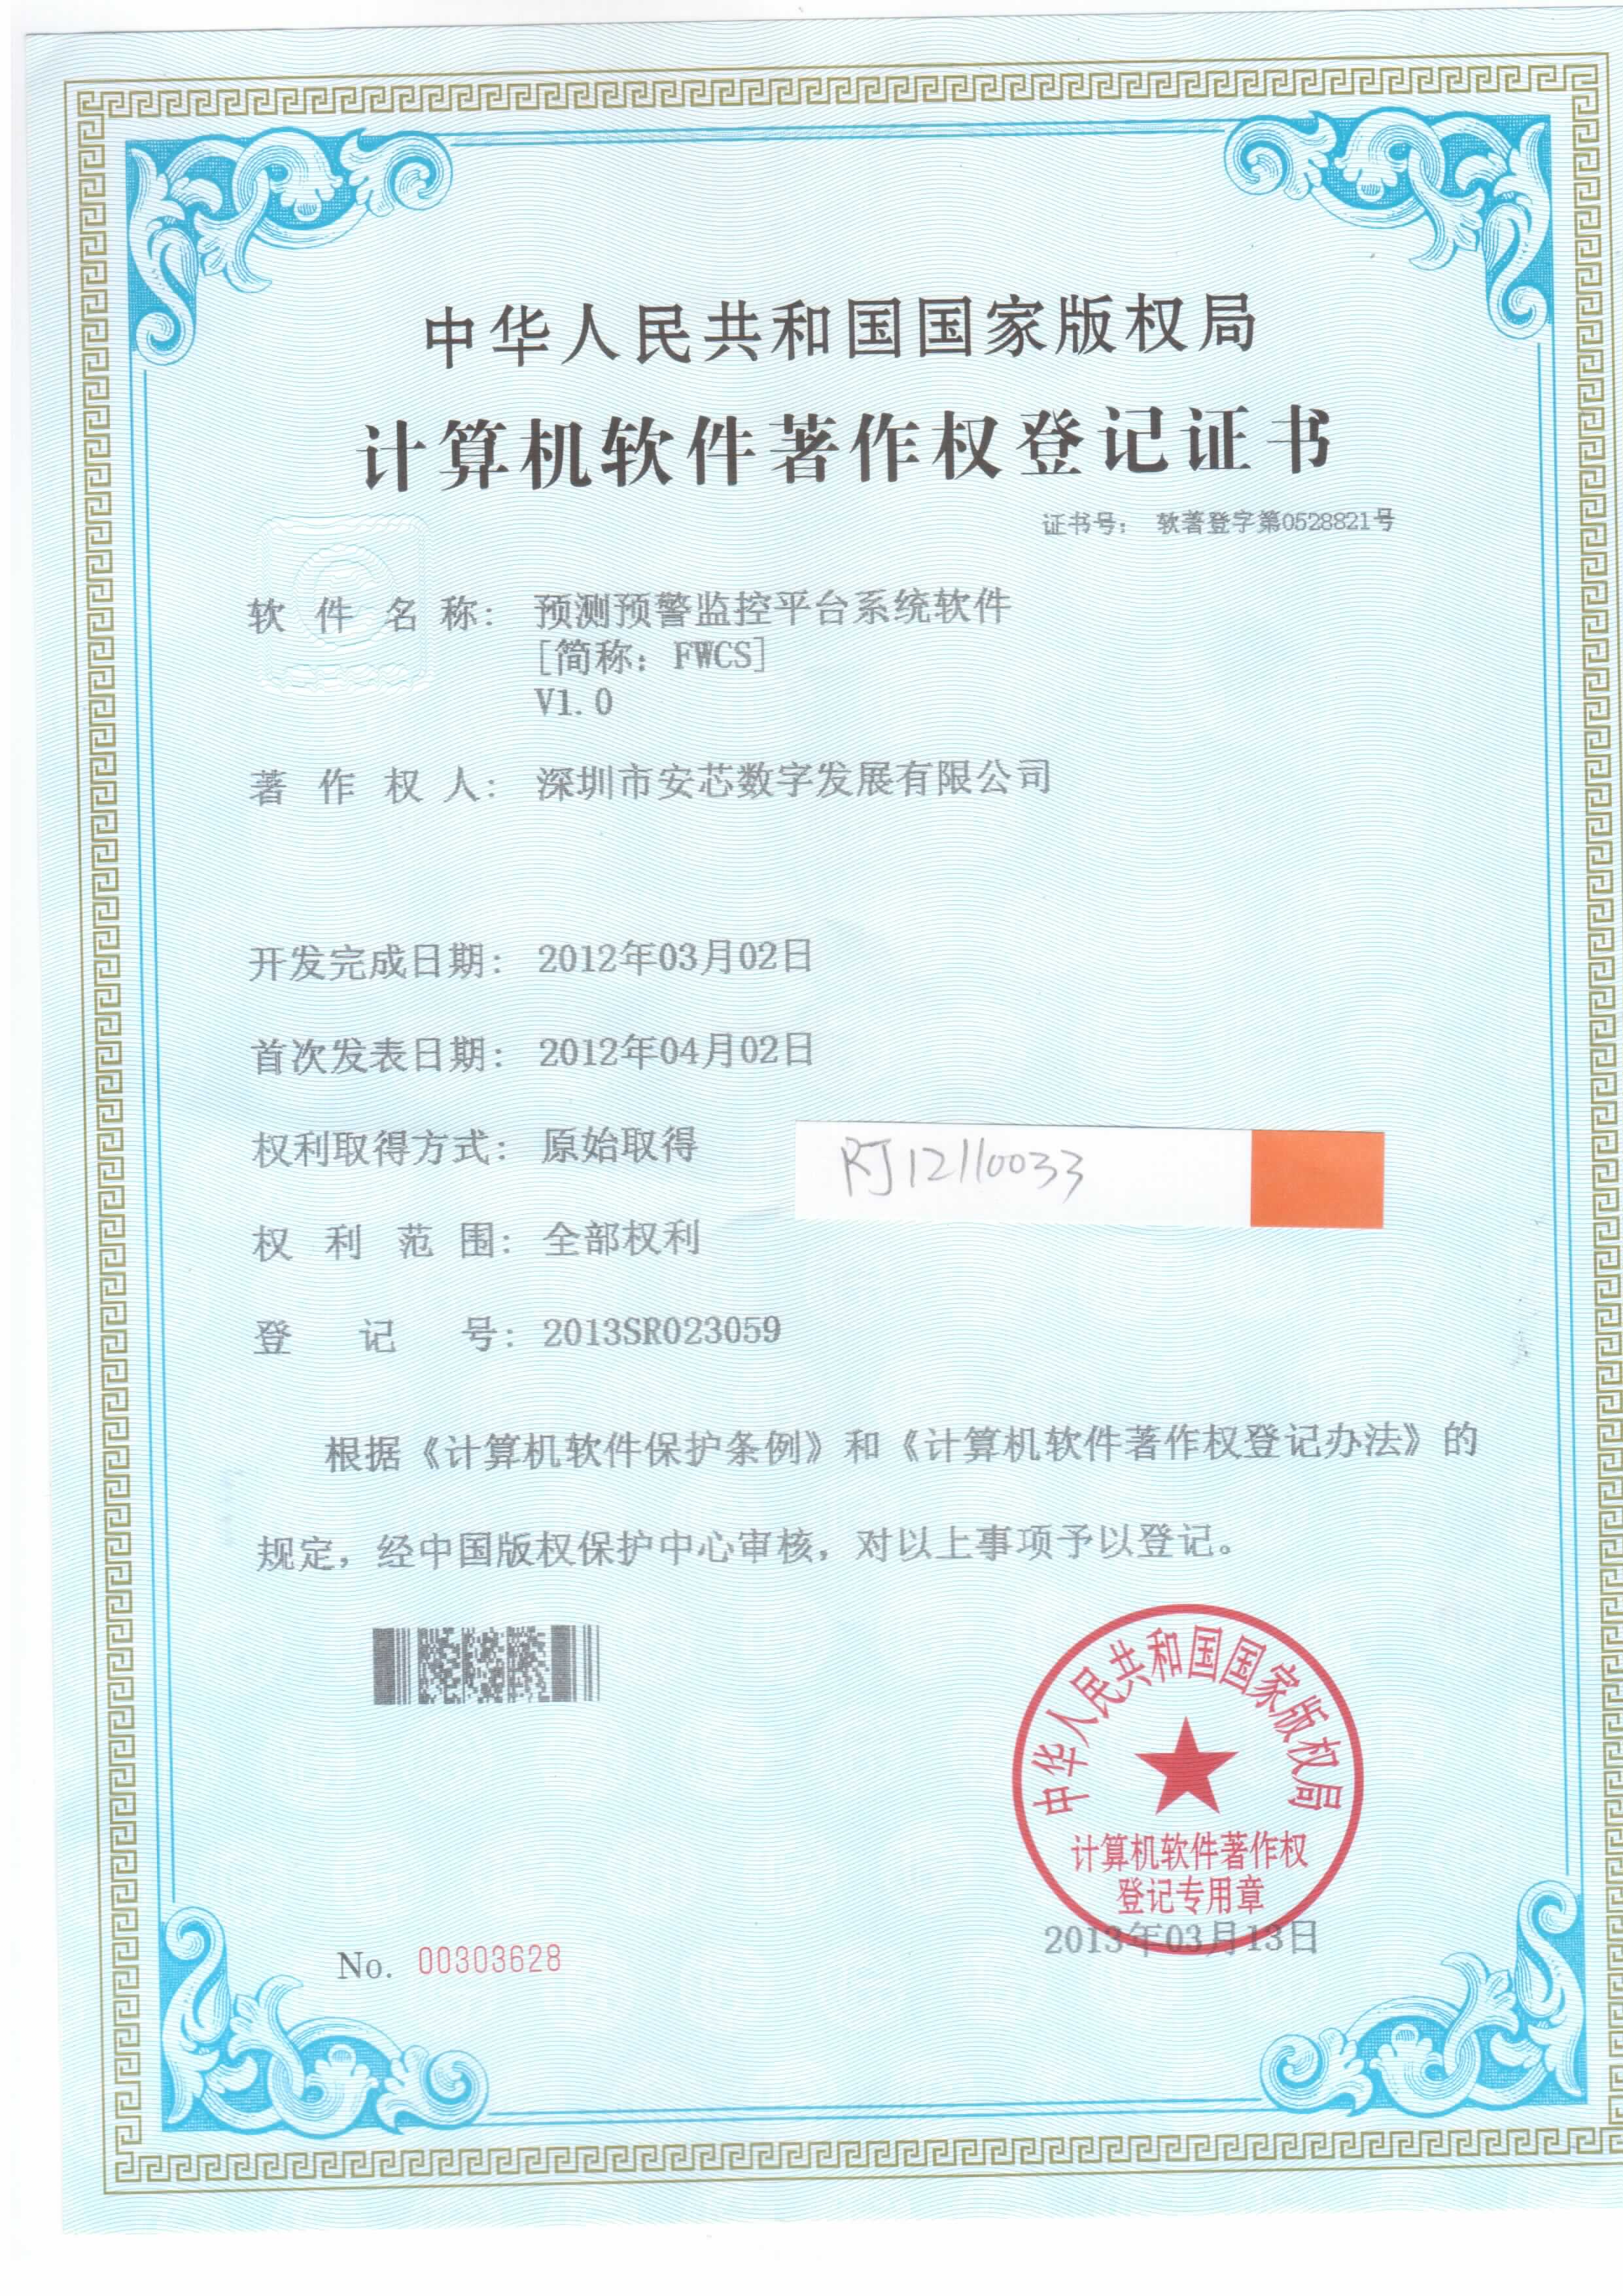 中华人民共和国国家版权局
计算机软件著作权登记证书
证书号： 软著登字第0528821号
软件名称： 预测预警监控平台系统软件
[简称：FWCS]
V1.0
著作权人： 深圳市安芯数字发展有限公司
开发完成日期： 2012年03月02日
首次发表日期： 2012年04月02日
权利取得方式： 原始取得
RJ12110033
权利范围： 全部权利
登记号： 2013SR023059
根据《计算机软件保护条例》和《计算机软件著作权登记办法》的
规定，经中国版权保护中心审核，对以上事项予以登记。
中华人民共和国国家版权局
计算机软件著作权
登记专用章
2013年03月13日
No. 00303628